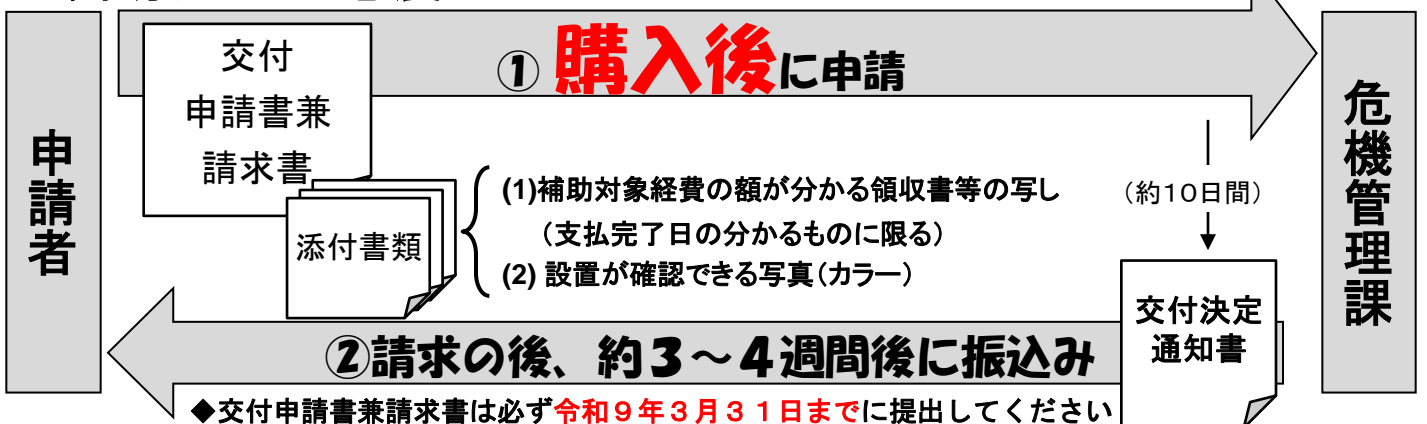 ① 購入後に申請
交付
申請書兼
請求書
添付書類
(1)補助対象経費の額が分かる領収書等の写し
（支払完了日の分かるものに限る）
(2) 設置が確認できる写真（カラー）
申請者
危機管理課
（約１０日間）
交付決定
通知書
②請求の後、約３～４週間後に振込み
◆交付申請書兼請求書は必ず令和９年３月３１日までに提出してください